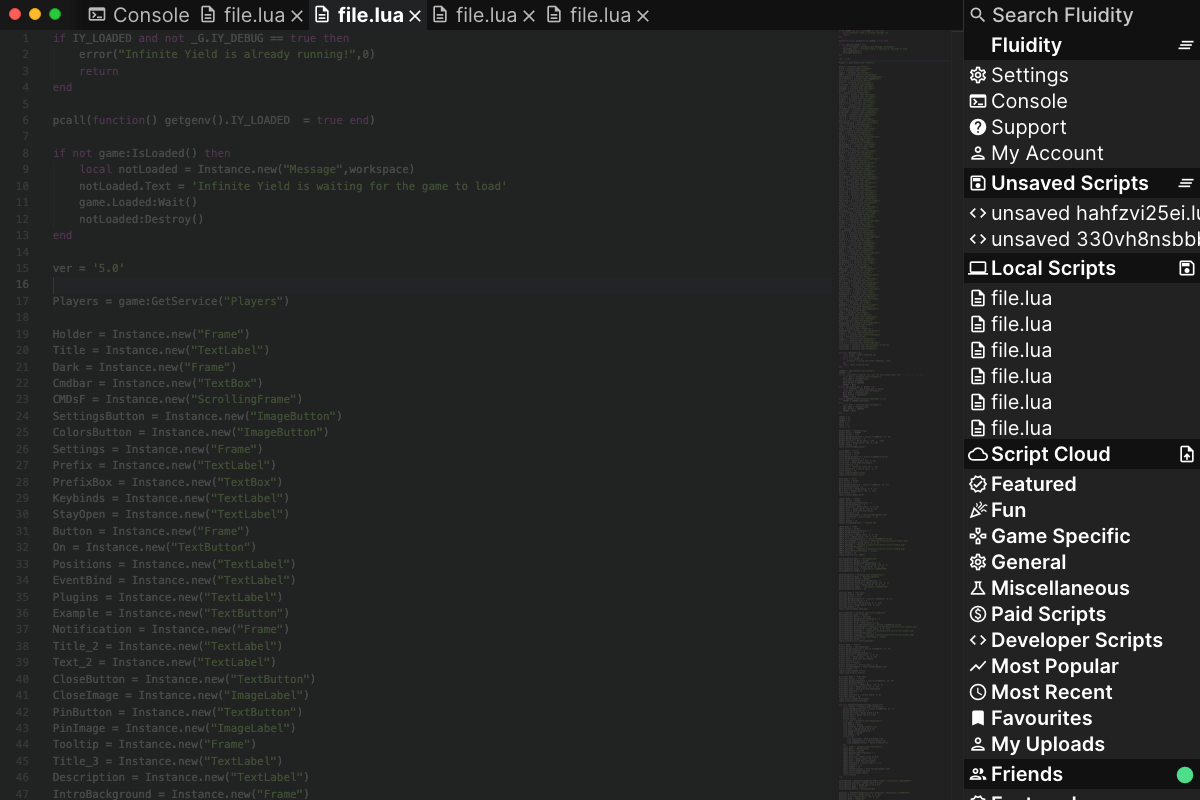 Console file.lua file.lua file.lua file.lua
1 if IY_LOADED and not _G.IY_DEBUG == true then
2 error("Infinite Yield is already running!",0)
3 return
4 end
5
6 pcall(function() getgenv().IY_LOADED  = true end)
7
8 if not game:IsLoaded() then
9 local notLoaded = Instance.new("Message",workspace)
10 notLoaded.Text = 'Infinite Yield is waiting for the game to load'
11 game.Loaded:Wait()
12 notLoaded:Destroy()
13 end
14
15 ver = '5.0'
16
17 Players = game:GetService("Players")
18
19 Holder = Instance.new("Frame")
20 Title = Instance.new("TextLabel")
21 Dark = Instance.new("Frame")
22 Cmdbar = Instance.new("TextBox")
23 CMDsF = Instance.new("ScrollingFrame")
24 SettingsButton = Instance.new("ImageButton")
25 ColorsButton = Instance.new("ImageButton")
26 Settings = Instance.new("Frame")
27 Prefix = Instance.new("TextLabel")
28 PrefixBox = Instance.new("TextBox")
29 Keybinds = Instance.new("TextLabel")
30 StayOpen = Instance.new("TextLabel")
31 Button = Instance.new("Frame")
32 On = Instance.new("TextButton")
33 Positions = Instance.new("TextLabel")
34 EventBind = Instance.new("TextLabel")
35 Plugins = Instance.new("TextLabel")
36 Example = Instance.new("TextButton")
37 Notification = Instance.new("Frame")
38 Title_2 = Instance.new("TextLabel")
39 Text_2 = Instance.new("TextLabel")
40 CloseButton = Instance.new("TextButton")
41 CloseImage = Instance.new("ImageLabel")
42 PinButton = Instance.new("TextButton")
43 PinImage = Instance.new("ImageLabel")
44 Tooltip = Instance.new("Frame")
45 Title_3 = Instance.new("TextLabel")
46 Description = Instance.new("TextLabel")
47 IntroBackground = Instance.new("Frame")
Search Fluidity
Fluidity
Settings
Console
Support
My Account
Unsaved Scripts
unsaved hahfzvi25ei.lu
unsaved 330vh8nsbb
Local Scripts
file.lua
file.lua
file.lua
file.lua
file.lua
file.lua
Script Cloud
Featured
Fun
Game Specific
General
Miscellaneous
Paid Scripts
Developer Scripts
Most Popular
Most Recent
Favourites
My Uploads
Friends